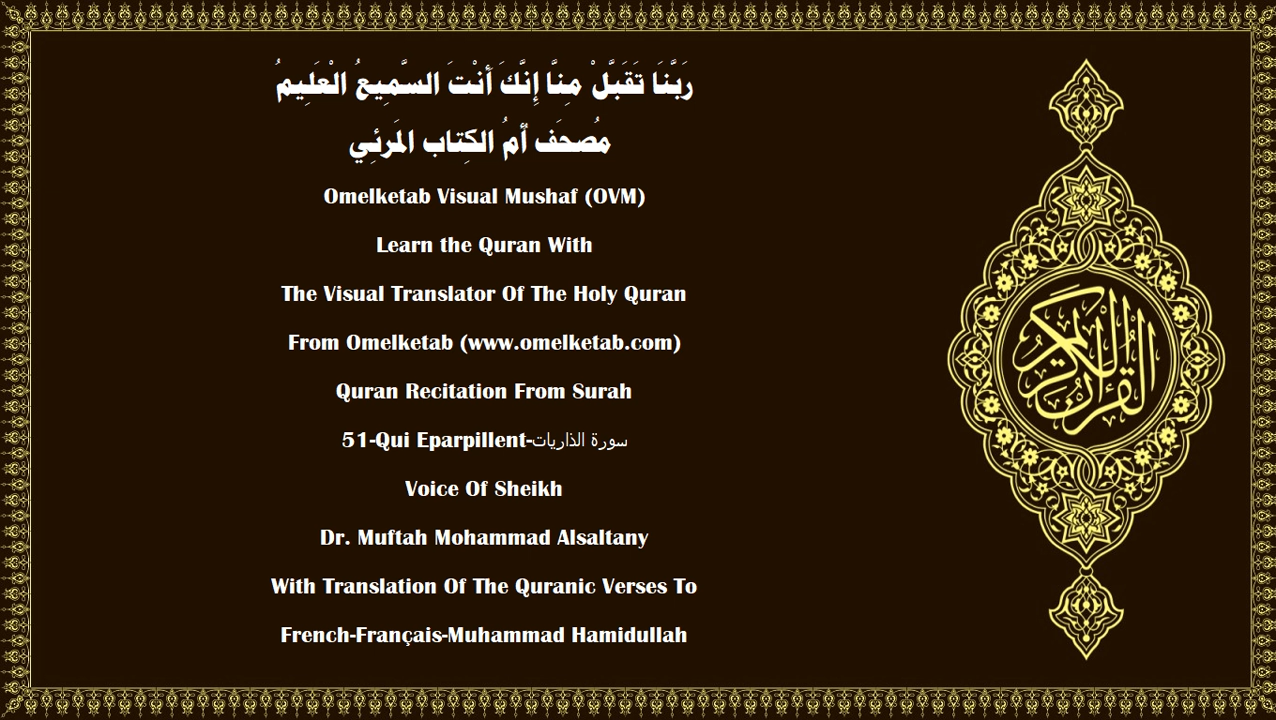 رَبَّنَا تَقَبَّلْ مِنَّا إِنَّكَ أَنْتَ السَّمِيعُ الْعَلِيمُ
مُصحَف أمُ الكِتاب المَرئِي
Omelketab Visual Mushaf (OVM)
Learn the Quran With
The Visual Translator Of The Holy Quran
From Omelketab (www.omelketab.com)
Quran Recitation From Surah
51-Qui Eparpillent-سورة الذاريات
Voice Of Sheikh
Dr. Muftah Mohammad Alsaltany
With Translation Of The Quranic Verses To
French-Français-Muhammad Hamidullah
القرآن الكريم